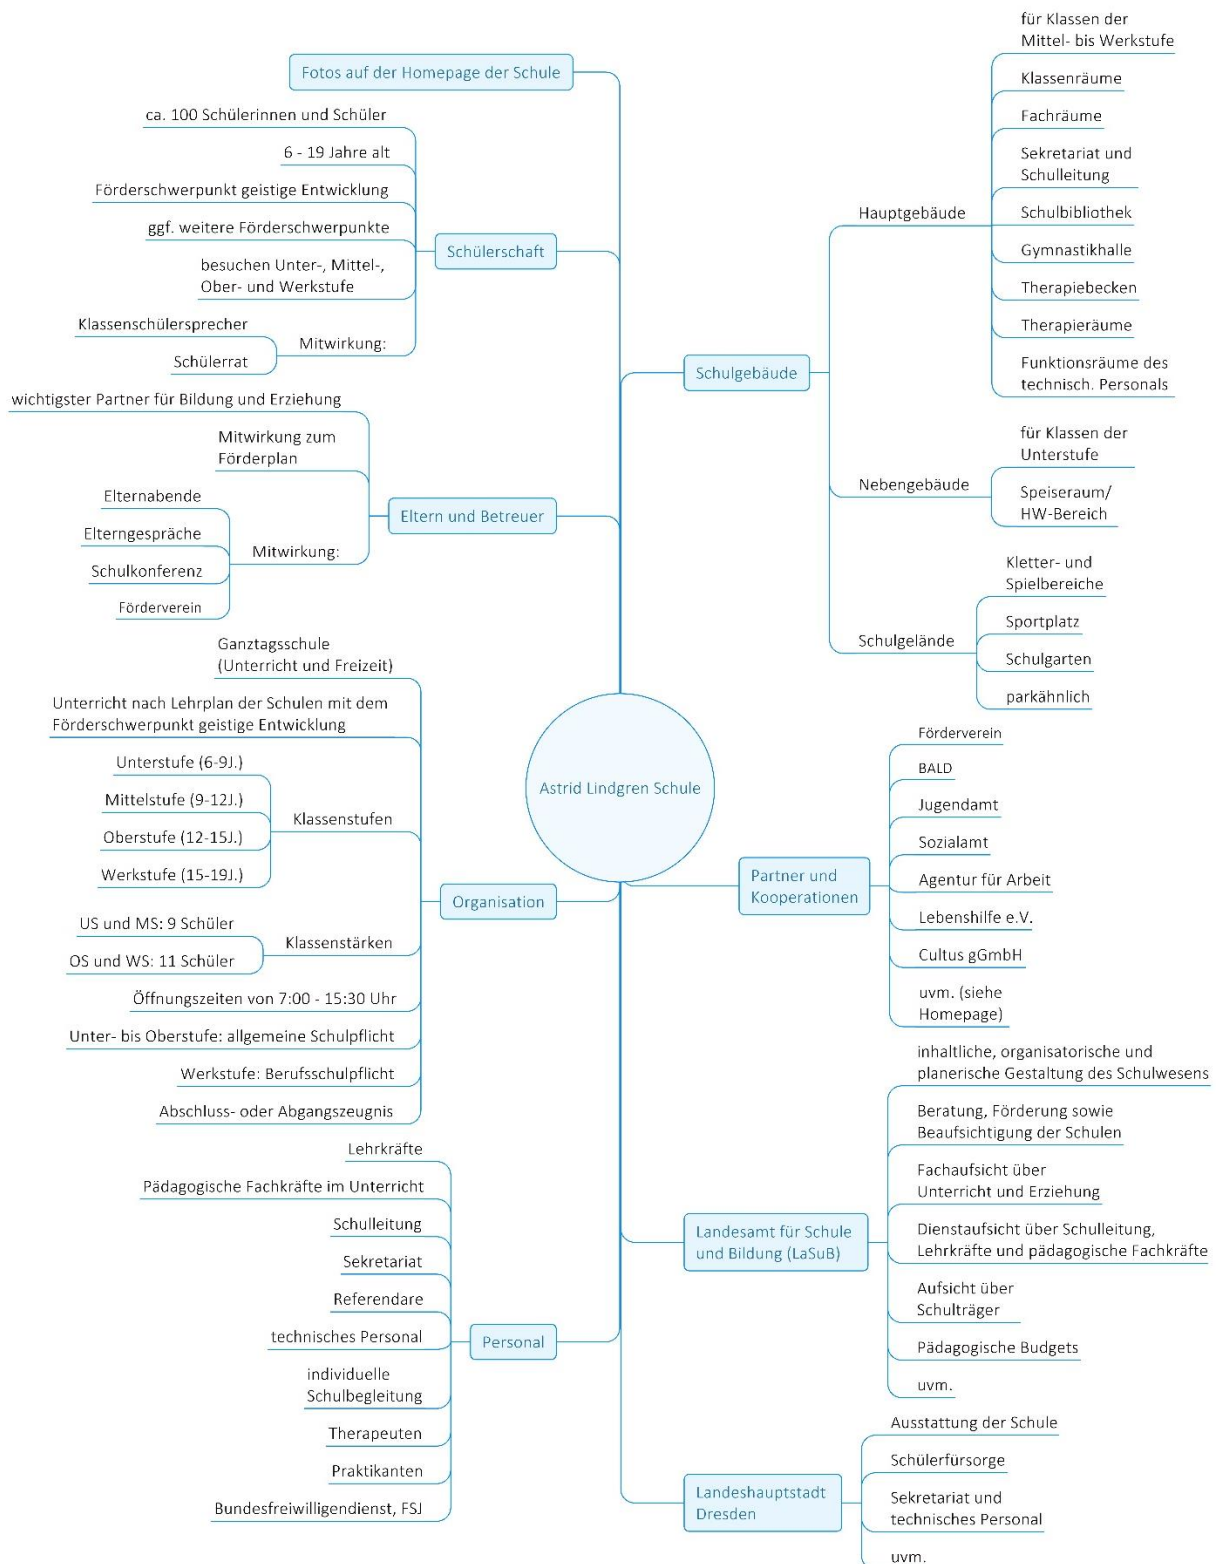 Fotos auf der Homepage der Schule
ca. 100 Schülerinnen und Schüler
6 - 19 Jahre alt
Förderschwerpunkt geistige Entwicklung
ggf. weitere Förderschwerpunkte
besuchen Unter-, Mittel-,
Ober- und Werkstufe
Klassenschülersprecher
Schülerrat
Mitwirkung:
Schülerschaft
wichtigster Partner für Bildung und Erziehung
Mitwirkung zum
Förderplan
Elternabende
Elterngespräche
Schulkonferenz
Förderverein
Mitwirkung:
Eltern und Betreuer
Ganztagsschule
(Unterricht und Freizeit)
Unterricht nach Lehrplan der Schulen mit dem
Förderschwerpunkt geistige Entwicklung
Unterstufe (6-9J.)
Mittelstufe (9-12J.)
Oberstufe (12-15J.)
Werkstufe (15-19J.)
Klassenstufen
US und MS: 9 Schüler
OS und WS: 11 Schüler
Klassenstärken
Öffnungszeiten von 7:00 - 15:30 Uhr
Unter- bis Oberstufe: allgemeine Schulpflicht
Werkstufe: Berufsschulpflicht
Abschluss- oder Abgangszeugnis
Organisation
Lehrkräfte
Pädagogische Fachkräfte im Unterricht
Schulleitung
Sekretariat
Referendare
technisches Personal
individuelle
Schulbegleitung
Therapeuten
Praktikanten
Bundesfreiwilligendienst, FSJ
Personal
Astrid Lindgren Schule
Schulgebäude
Hauptgebäude
für Klassen der
Mittel- bis Werkstufe
Klassenräume
Fachräume
Sekretariat und
Schulleitung
Schulbibliothek
Gymnastikhalle
Therapiebecken
Therapieräume
Funktionsräume des
technisch. Personals
Nebengebäude
für Klassen der
Unterstufe
Speiseraum/
HW-Bereich
Schulgelände
Kletter- und
Spielbereiche
Sportplatz
Schulgarten
parkähnlich
Partner und
Kooperationen
Förderverein
BALD
Jugendamt
Sozialamt
Agentur für Arbeit
Lebenshilfe e.V.
Cultus gGmbH
uvm. (siehe
Homepage)
Landesamt für Schule
und Bildung (LaSuB)
inhaltliche, organisatorische und
planerische Gestaltung des Schulwesens
Beratung, Förderung sowie
Beaufsichtigung der Schulen
Fachaufsicht über
Unterricht und Erziehung
Dienstaufsicht über Schulleitung,
Lehrkräfte und pädagogische Fachkräfte
Aufsicht über
Schulträger
Pädagogische Budgets
uvm.
Landeshauptstadt
Dresden
Ausstattung der Schule
Schülerfürsorge
Sekretariat und
technisches Personal
uvm.